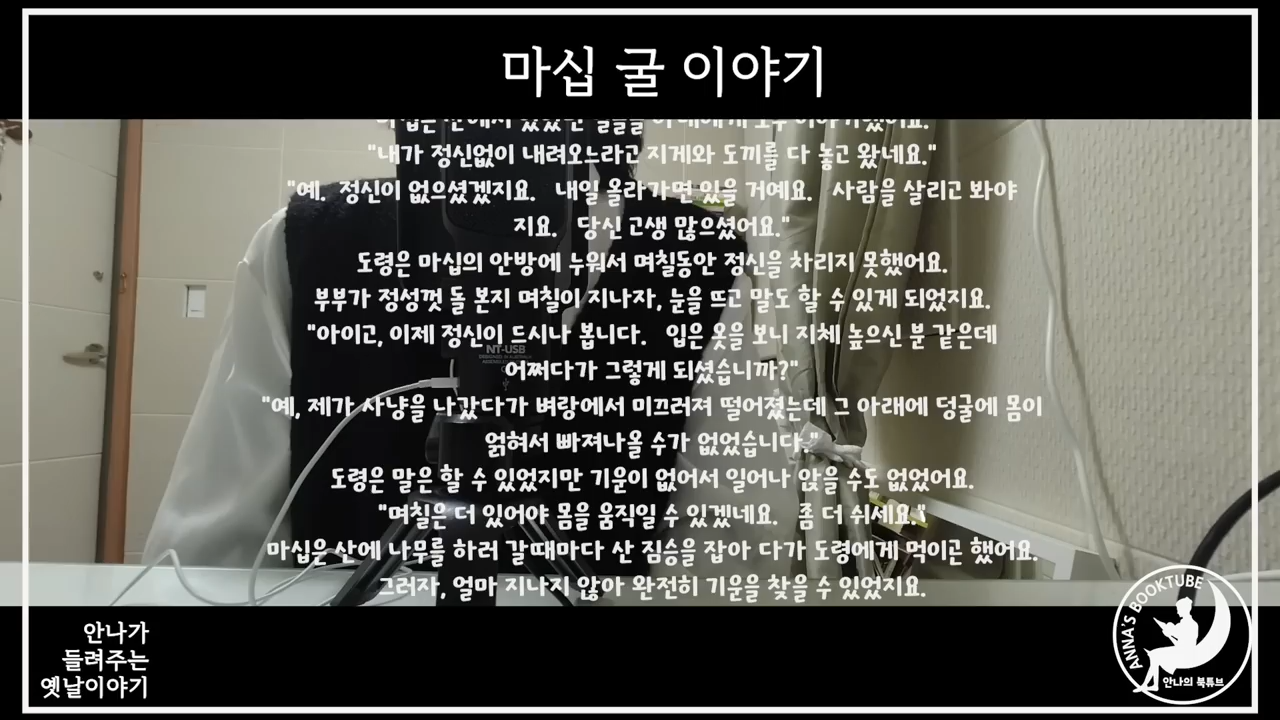 마십 굴 이야기
"내가 정신없이 내려오느라고 지게와 도끼를 다 놓고 왔네요."
"예. 정신이 없으셨겠지요. 내일 올라가면 있을 거예요. 사람을 살리고 봐야
지요. 당신 고생 많으셨어요."
도령은 마십의 안방에 누워서 며칠동안 정신을 차리지 못했어요.
부부가 정성껏 돌 본지 며칠이 지나자, 눈을 뜨고 말도 할 수 있게 되었지요.
"아이고, 이제 정신이 드시나 봅니다. 입은 옷을 보니 지체 높으신 분 같은데
어쩌다가 그렇게 되셨습니까?"
"예, 제가 사냥을 나갔다가 벼랑에서 미끄러져 떨어졌는데 그 아래에 덩굴에 몸이
얽혀서 빠져나올 수가 없었습니다."
도령은 말은 할 수 있었지만 기운이 없어서 일어나 앉을 수도 없었어요.
"며칠은 더 있어야 몸을 움직일 수 있겠네요. 좀 더 쉬세요."
마십은 산에 나무를 하러 갈때마다 산 짐승을 잡아 다가 도령에게 먹이곤 했어요.
그러자, 얼마 지나지 않아 완전히 기운을 찾을 수 있었지요.
NT-USB
안나가
들려주는
옛날이야기
ANNA'S BOOKTUBE
안나의 북튜브